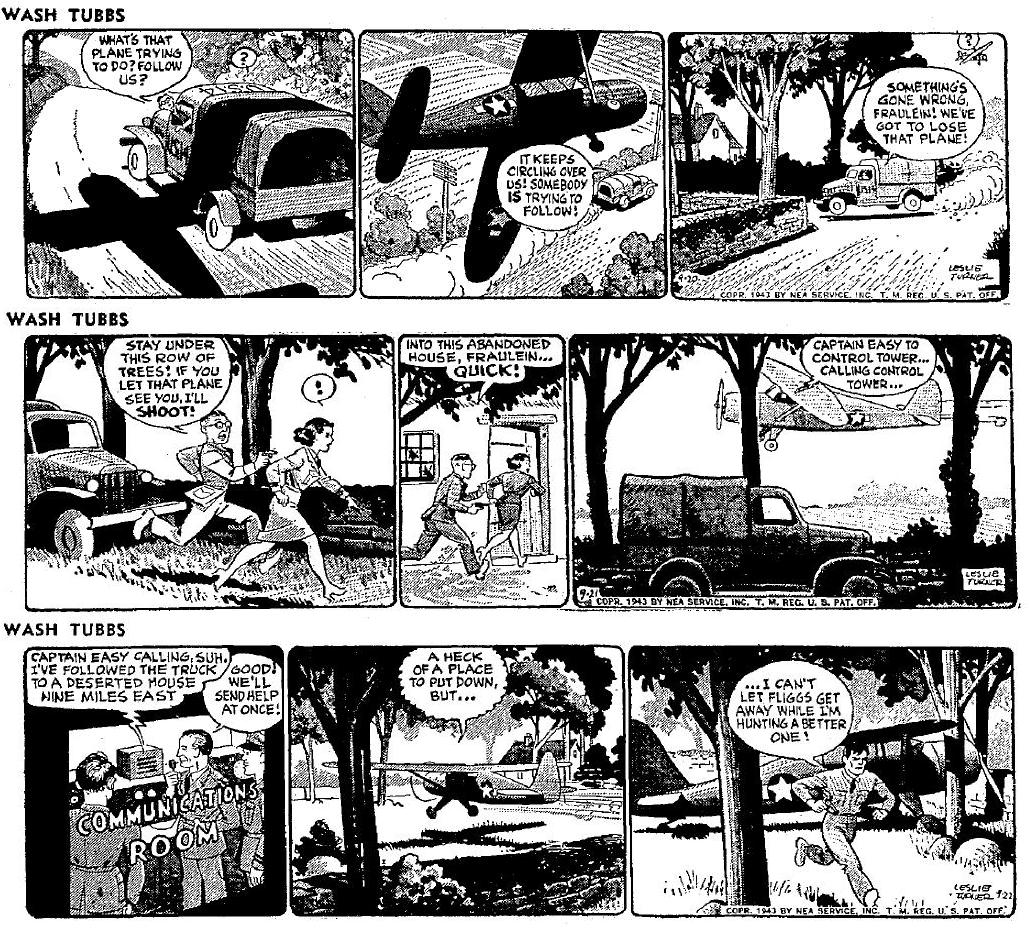 WASH TUBBS
WHAT'S THAT
PLANE TRYING
TO DO? FOLLOW
US?
?
IT KEEPS
CIRCLING OVER
US! SOMEBODY
IS TRYING TO
FOLLOW!
?
SOMETHING'S
GONE WRONG,
FRAULEIN! WE'VE
GOT TO LOSE
THAT PLANE!
LESLIE
TURNER
COPR. 1943 BY NEA SERVICE, INC. T. M. REG. U. S. PAT. OFF.
WASH TUBBS
STAY UNDER
THIS ROW OF
TREES! IF YOU
LET THAT PLANE
SEE YOU, I'LL
SHOOT!
!
INTO THIS ABANDONED
HOUSE, FRAULEIN...
QUICK!
CAPTAIN EASY TO
CONTROL TOWER...
CALLING CONTROL
TOWER...
LESLIE
TURNER
9-21
COPR. 1943 BY NEA SERVICE, INC. T. M. REG. U. S. PAT. OFF.
WASH TUBBS
CAPTAIN EASY CALLING, SUH.
I'VE FOLLOWED THE TRUCK
TO A DESERTED HOUSE
NINE MILES EAST
GOOD!
WE'LL
SEND HELP
AT ONCE!
COMMUNICATIONS
ROOM
A HECK
OF A PLACE
TO PUT DOWN,
BUT...
...I CAN'T
LET FLIGGS GET
AWAY WHILE I'M
HUNTING A BETTER
ONE!
LESLIE
TURNER 9-22
COPR. 1943 BY NEA SERVICE, INC. T. M. REG. U. S. PAT. OFF.